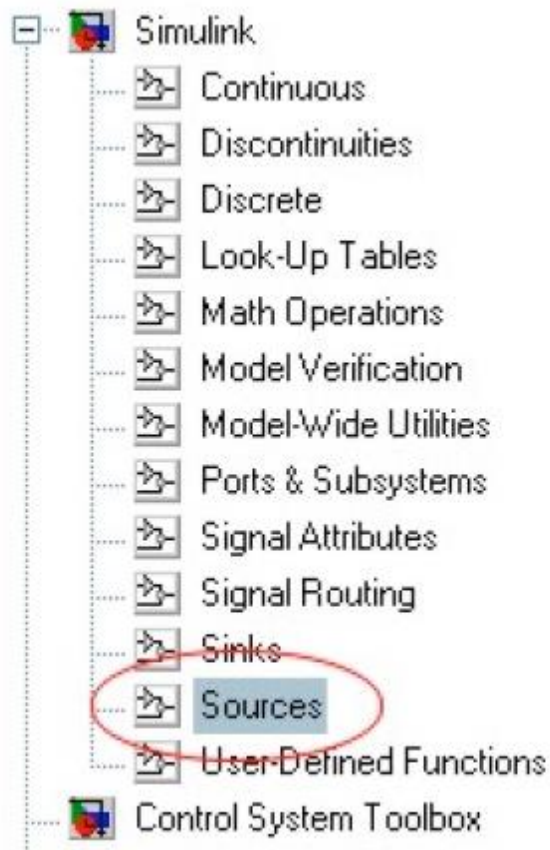 Simulink
Continuous
Discontinuities
Discrete
Look-Up Tables
Math Operations
Model Verification
Model-Wide Utilities
Ports & Subsystems
Signal Attributes
Signal Routing
Sinks
Sources
User-Defined Functions
Control System Toolbox